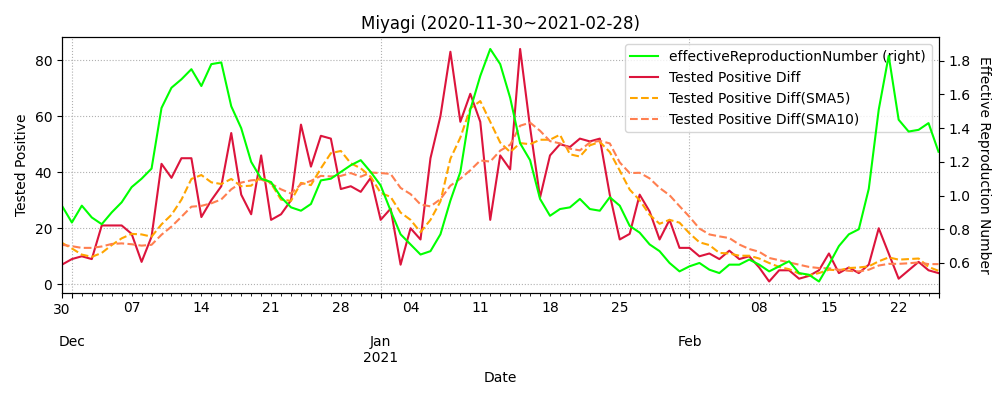 Miyagi (2020-11-30~2021-02-28)
effectiveReproductionNumber (right)
Tested Positive Diff
Tested Positive Diff(SMA5)
Tested Positive Diff(SMA10)
Tested Positive
80
60
40
20
0
1.8
1.6
1.4
1.2
1.0
0.8
0.6
Effective Reproduction Number
30 07 14 21 28 04 11 18 25 08 15 22
Dec Jan Feb
2021
Date